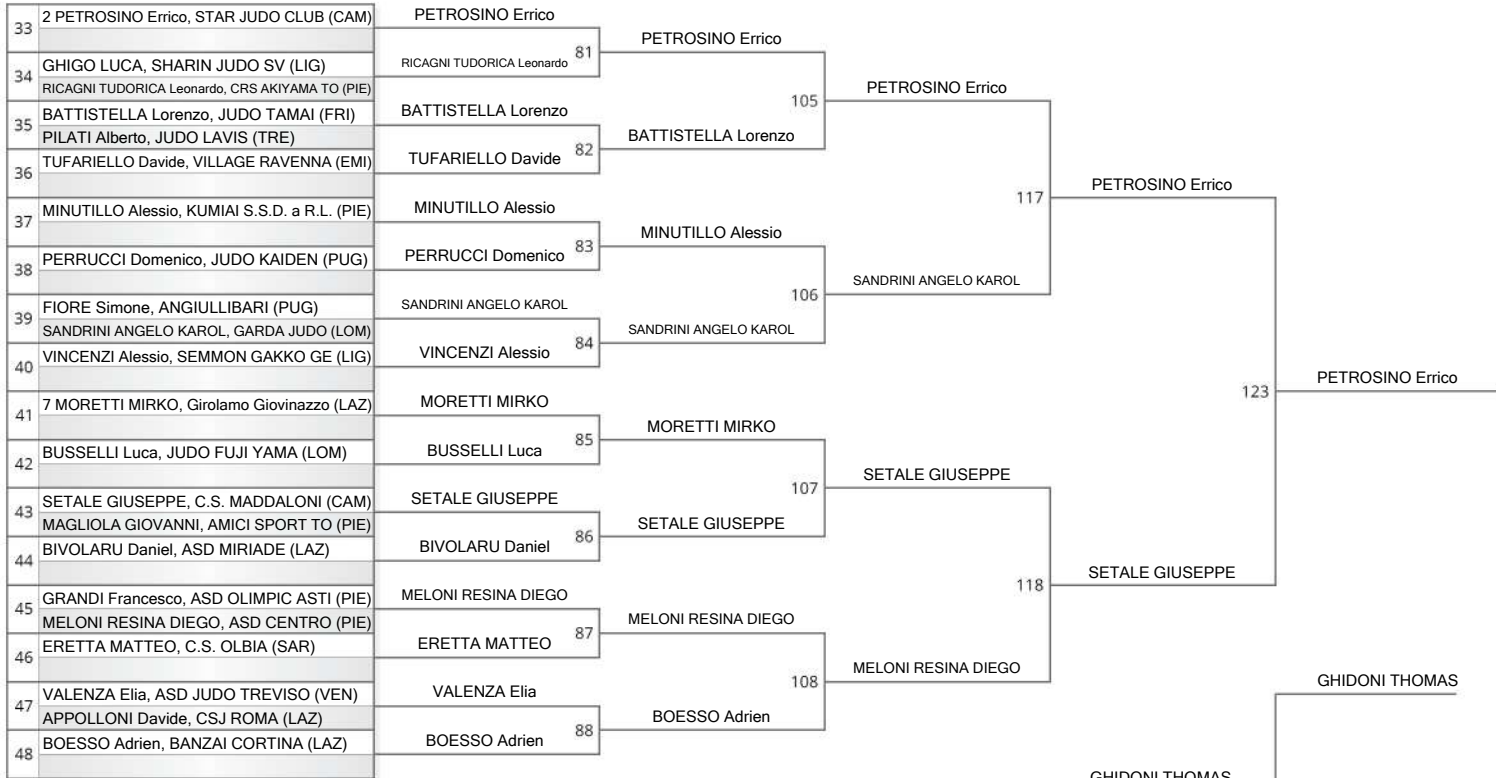 33
2 PETROSINO Errico, STAR JUDO CLUB (CAM)
34
GHIGO LUCA, SHARIN JUDO SV (LIG)
RICAGNI TUDORICA Leonardo, CRS AKIYAMA TO (PIE)
35
BATTISTELLA Lorenzo, JUDO TAMAI (FRI)
PILATI Alberto, JUDO LAVIS (TRE)
36
TUFARIELLO Davide, VILLAGE RAVENNA (EMI)
37
MINUTILLO Alessio, KUMIAI S.S.D. a R.L. (PIE)
38
PERRUCCI Domenico, JUDO KAIDEN (PUG)
39
FIORE Simone, ANGIULLIBARI (PUG)
SANDRINI ANGELO KAROL, GARDA JUDO (LOM)
40
VINCENZI Alessio, SEMMON GAKKO GE (LIG)
41
7 MORETTI MIRKO, Girolamo Giovinazzo (LAZ)
42
BUSSELLI Luca, JUDO FUJI YAMA (LOM)
43
SETALE GIUSEPPE, C.S. MADDALONI (CAM)
MAGLIOLA GIOVANNI, AMICI SPORT TO (PIE)
44
BIVOLARU Daniel, ASD MIRIADE (LAZ)
45
GRANDI Francesco, ASD OLIMPIC ASTI (PIE)
MELONI RESINA DIEGO, ASD CENTRO (PIE)
46
ERETTA MATTEO, C.S. OLBIA (SAR)
47
VALENZA Elia, ASD JUDO TREVISO (VEN)
APPOLLONI Davide, CSJ ROMA (LAZ)
48
BOESSO Adrien, BANZAI CORTINA (LAZ)
PETROSINO Errico
81
RICAGNI TUDORICA Leonardo
BATTISTELLA Lorenzo
82
TUFARIELLO Davide
MINUTILLO Alessio
83
PERRUCCI Domenico
SANDRINI ANGELO KAROL
84
VINCENZI Alessio
MORETTI MIRKO
85
BUSSELLI Luca
SETALE GIUSEPPE
86
BIVOLARU Daniel
MELONI RESINA DIEGO
87
ERETTA MATTEO
VALENZA Elia
88
BOESSO Adrien
PETROSINO Errico
105
BATTISTELLA Lorenzo
MINUTILLO Alessio
106
SANDRINI ANGELO KAROL
MORETTI MIRKO
107
SETALE GIUSEPPE
MELONI RESINA DIEGO
108
BOESSO Adrien
PETROSINO Errico
117
SANDRINI ANGELO KAROL
SETALE GIUSEPPE
118
MELONI RESINA DIEGO
PETROSINO Errico
123
SETALE GIUSEPPE
PETROSINO Errico
GHIDONI THOMAS
GHIDONI THOMAS